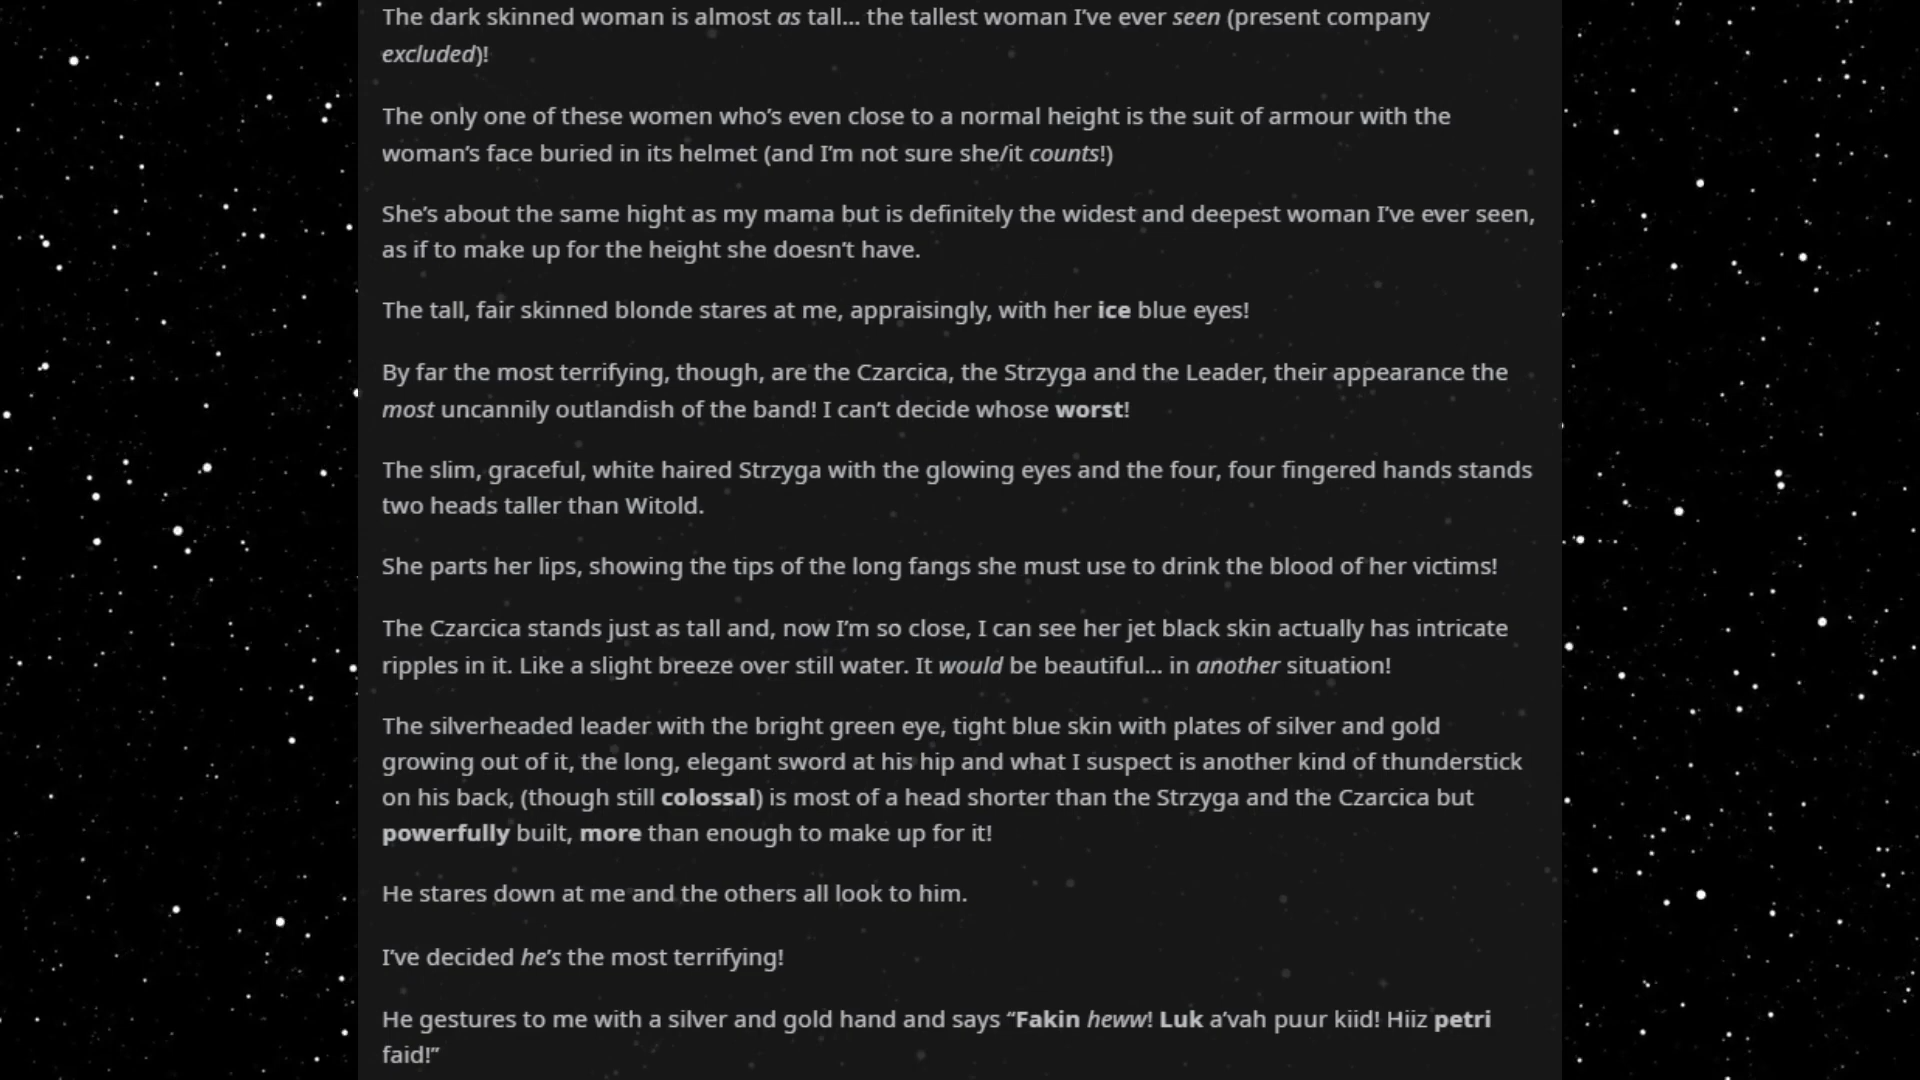 The dark skinned woman is almost as tall... the tallest woman I’ve ever seen (present company
excluded)!
The only one of these women who’s even close to a normal height is the suit of armour with the
woman’s face buried in its helmet (and I’m not sure she/it counts!)
She’s about the same hight as my mama but is definitely the widest and deepest woman I’ve ever seen,
as if to make up for the height she doesn’t have.
The tall, fair skinned blonde stares at me, appraisingly, with her ice blue eyes!
By far the most terrifying, though, are the Czarcica, the Strzyga and the Leader, their appearance the
most uncannily outlandish of the band! I can’t decide whose worst!
The slim, graceful, white haired Strzyga with the glowing eyes and the four, four fingered hands stands
two heads taller than Witold.
She parts her lips, showing the tips of the long fangs she must use to drink the blood of her victims!
The Czarcica stands just as tall and, now I’m so close, I can see her jet black skin actually has intricate
ripples in it. Like a slight breeze over still water. It would be beautiful... in another situation!
The silverheaded leader with the bright green eye, tight blue skin with plates of silver and gold
growing out of it, the long, elegant sword at his hip and what I suspect is another kind of thunderstick
on his back, (though still colossal) is most of a head shorter than the Strzyga and the Czarcica but
powerfully built, more than enough to make up for it!
He stares down at me and the others all look to him.
I’ve decided he’s the most terrifying!
He gestures to me with a silver and gold hand and says “Fakin heww! Luk a’vah puur kiid! Hiiz petri
faid!”